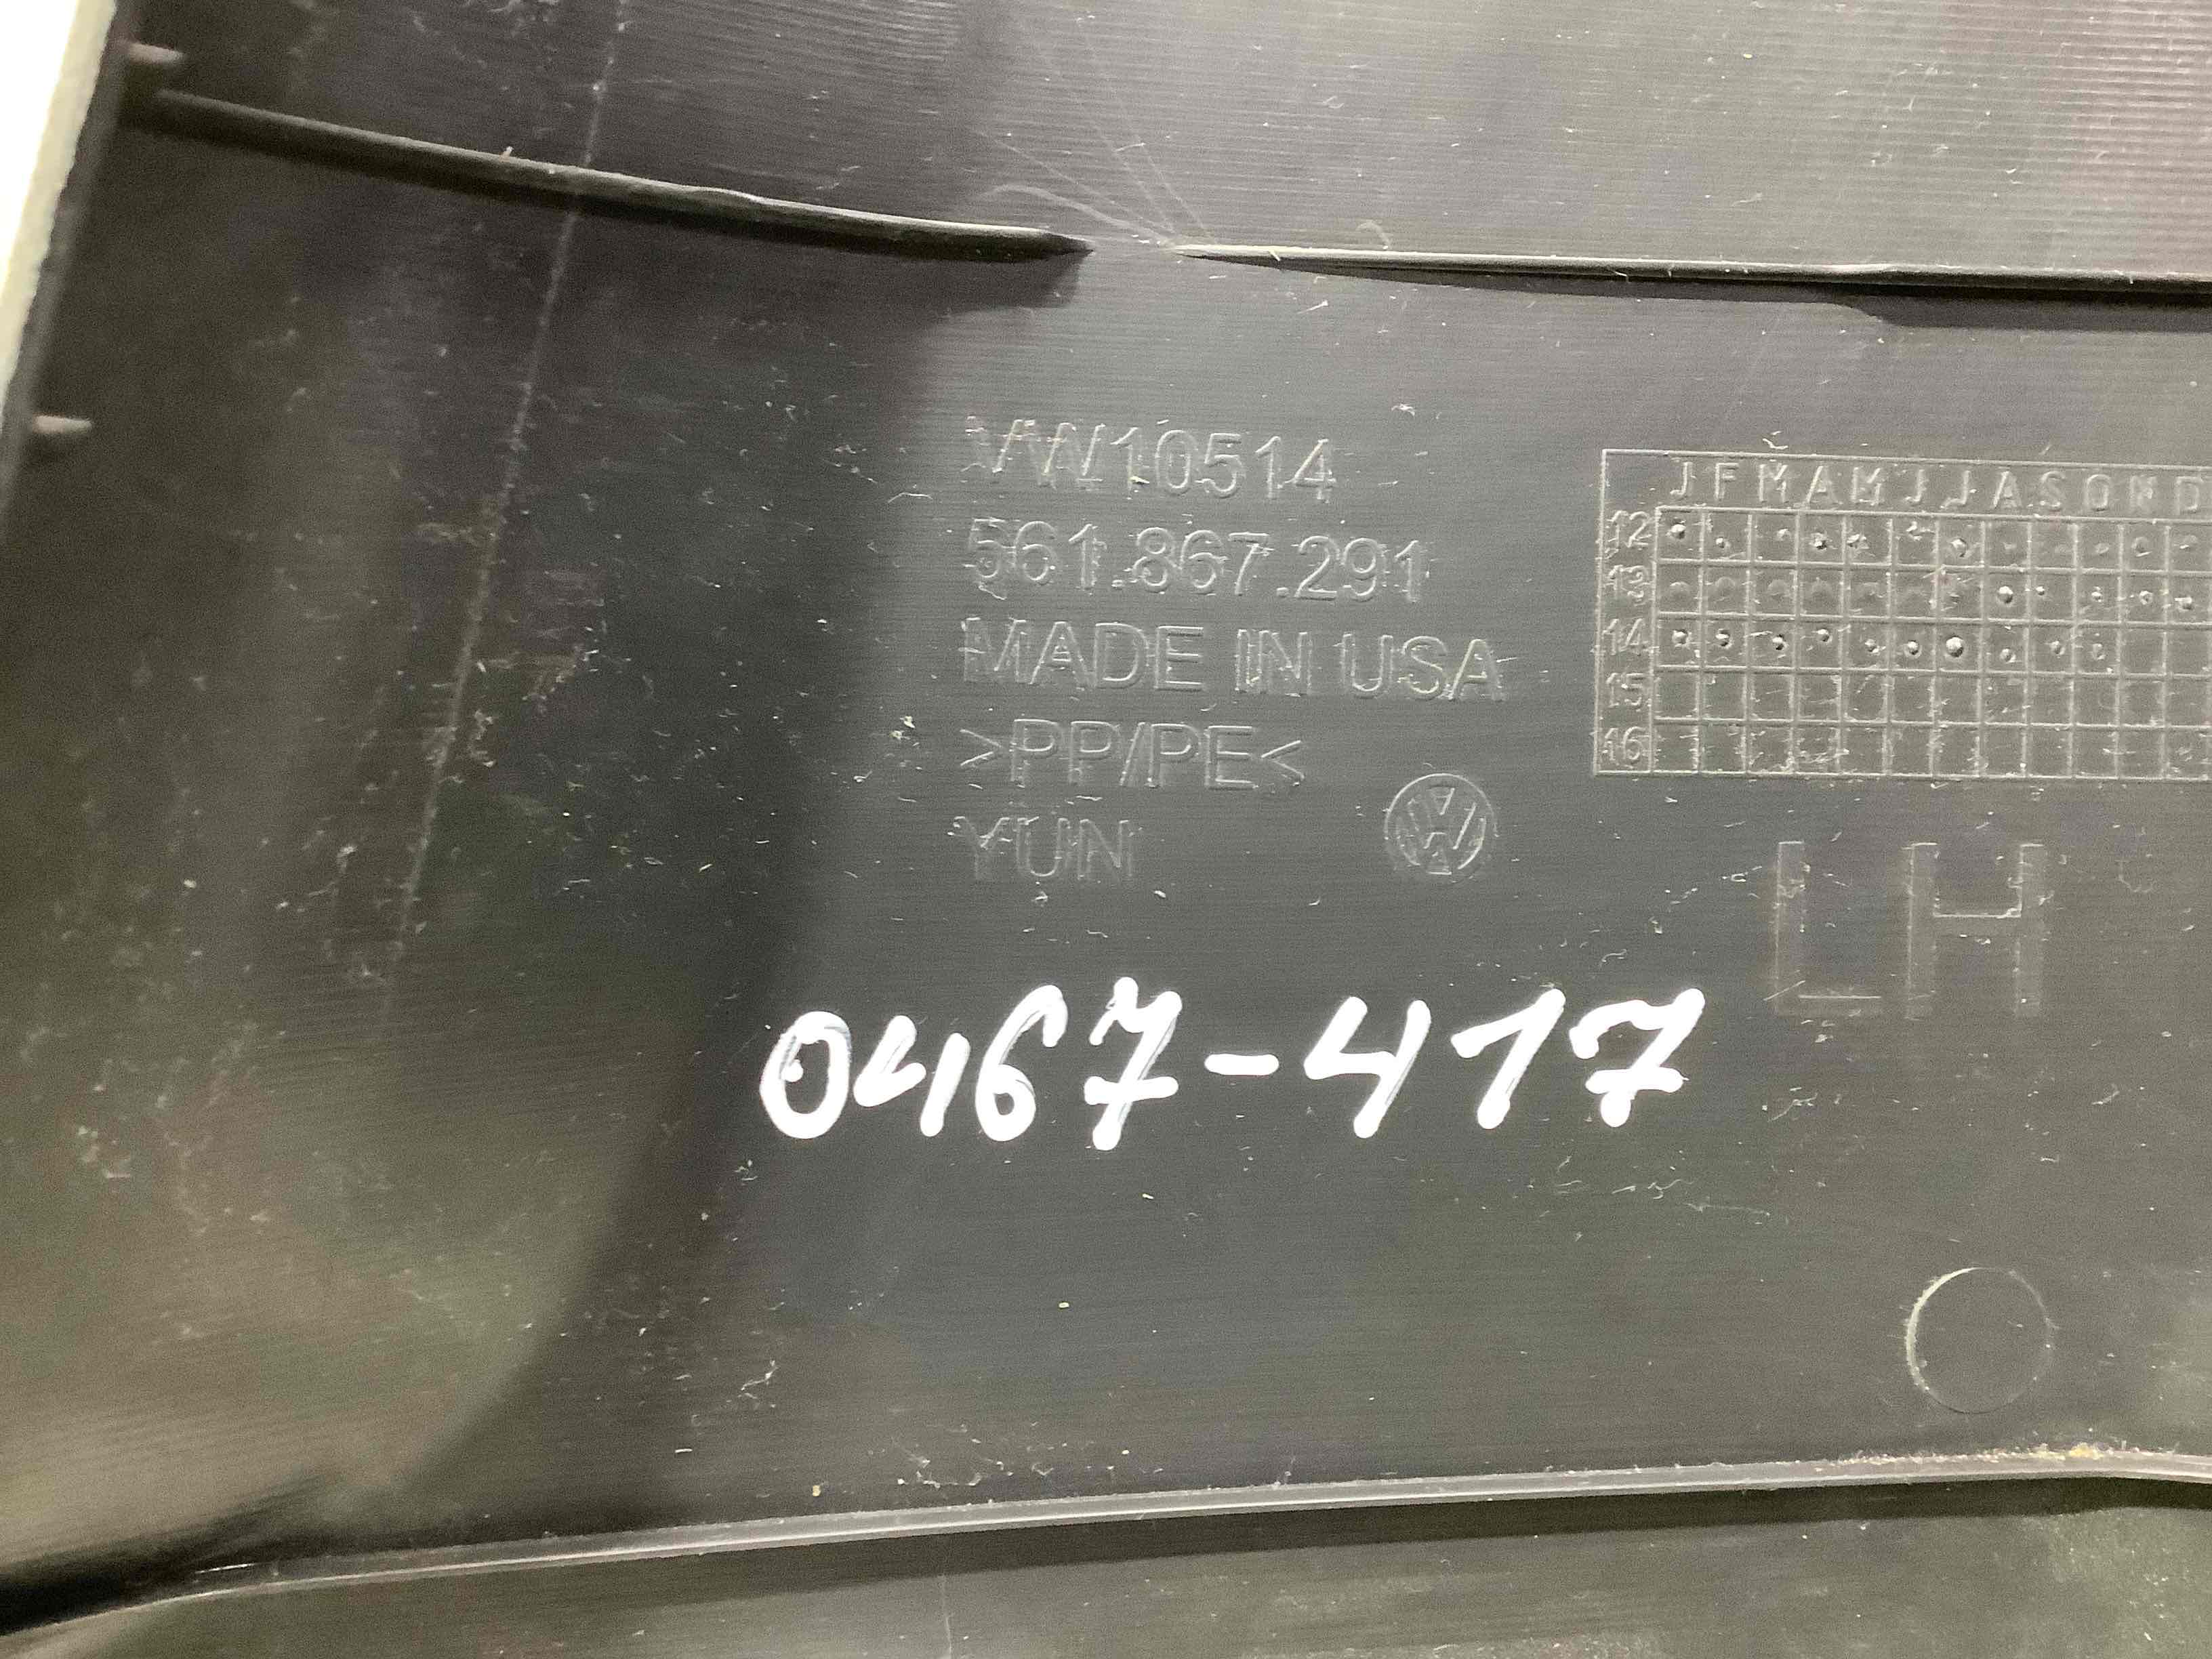 VW10514
561.867.291
MADE IN USA
>PP/PE<
YUN
J F M A M J J A S O N D
12
13
14
15
16
LH
0467-417